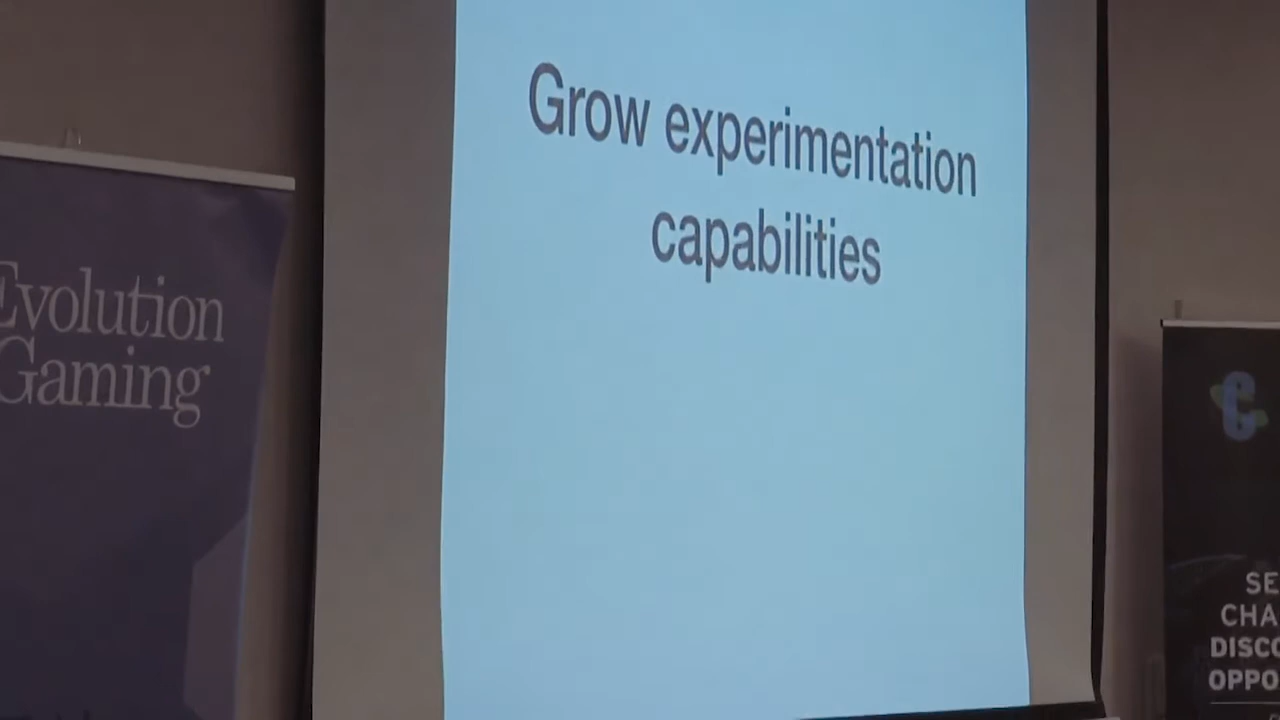 Grow experimentation
capabilities
Evolution
Gaming
C
SE
CHA
DISCO
OPPO